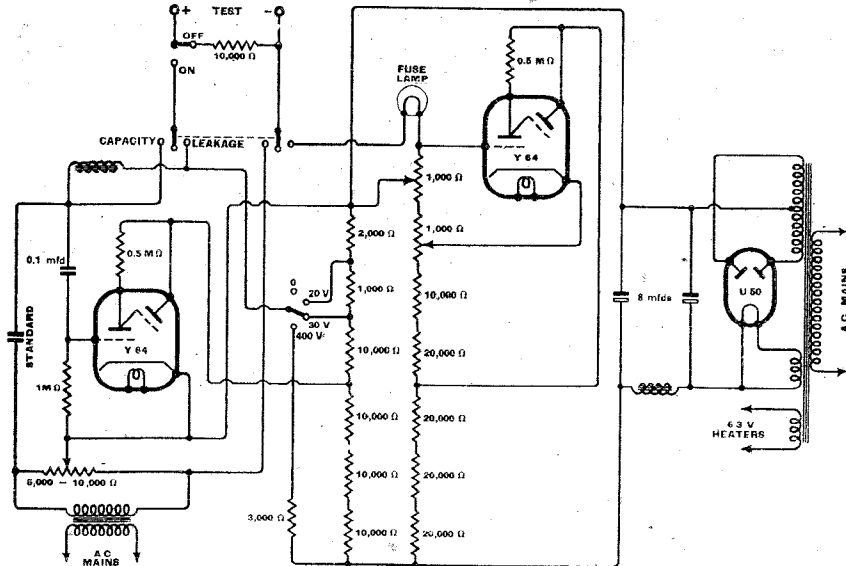 + TEST -
OFF
10,000 Ω
ON
FUSE
LAMP
0.5 MΩ
CAPACITY
LEAKAGE
Y 64
1,000 Ω
2,000 Ω
1,000 Ω
0.1 mfd
0.5 MΩ
0
20 V
1,000 Ω
10,000 Ω
U 50
8 mfds
A.C. MAINS
30 V
400 V
STANDARD
Y 64
10,000 Ω
20,000 Ω
1MΩ
10,000 Ω
20,000 Ω
6.3 V
HEATERS
10,000 Ω
20,000 Ω
6,000 — 10,000 Ω
3,000 Ω
10,000 Ω
20,000 Ω
A.C.
MAINS